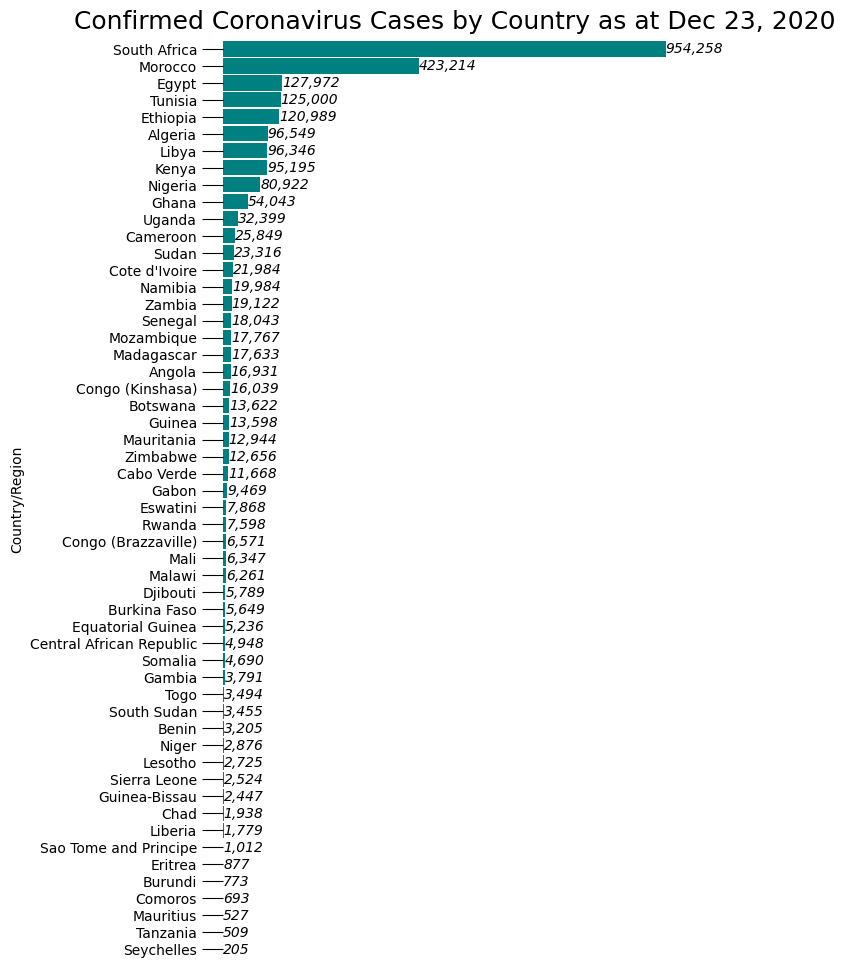 Confirmed Coronavirus Cases by Country as at Dec 23, 2020
South Africa 954,258
Morocco 423,214
Egypt 127,972
Tunisia 125,000
Ethiopia 120,989
Algeria 96,549
Libya 96,346
Kenya 95,195
Nigeria 80,922
Ghana 54,043
Uganda 32,399
Cameroon 25,849
Sudan 23,316
Cote d'Ivoire 21,984
Namibia 19,984
Zambia 19,122
Senegal 18,043
Mozambique 17,767
Madagascar 17,633
Angola 16,931
Congo (Kinshasa) 16,039
Botswana 13,622
Guinea 13,598
Mauritania 12,944
Zimbabwe 12,656
Cabo Verde 11,668
Gabon 9,469
Eswatini 7,868
Rwanda 7,598
Congo (Brazzaville) 6,571
Mali 6,347
Malawi 6,261
Djibouti 5,789
Burkina Faso 5,649
Equatorial Guinea 5,236
Central African Republic 4,948
Somalia 4,690
Gambia 3,791
Togo 3,494
South Sudan 3,455
Benin 3,205
Niger 2,876
Lesotho 2,725
Sierra Leone 2,524
Guinea-Bissau 2,447
Chad 1,938
Liberia 1,779
Sao Tome and Principe 1,012
Eritrea 877
Burundi 773
Comoros 693
Mauritius 527
Tanzania 509
Seychelles 205
Country/Region